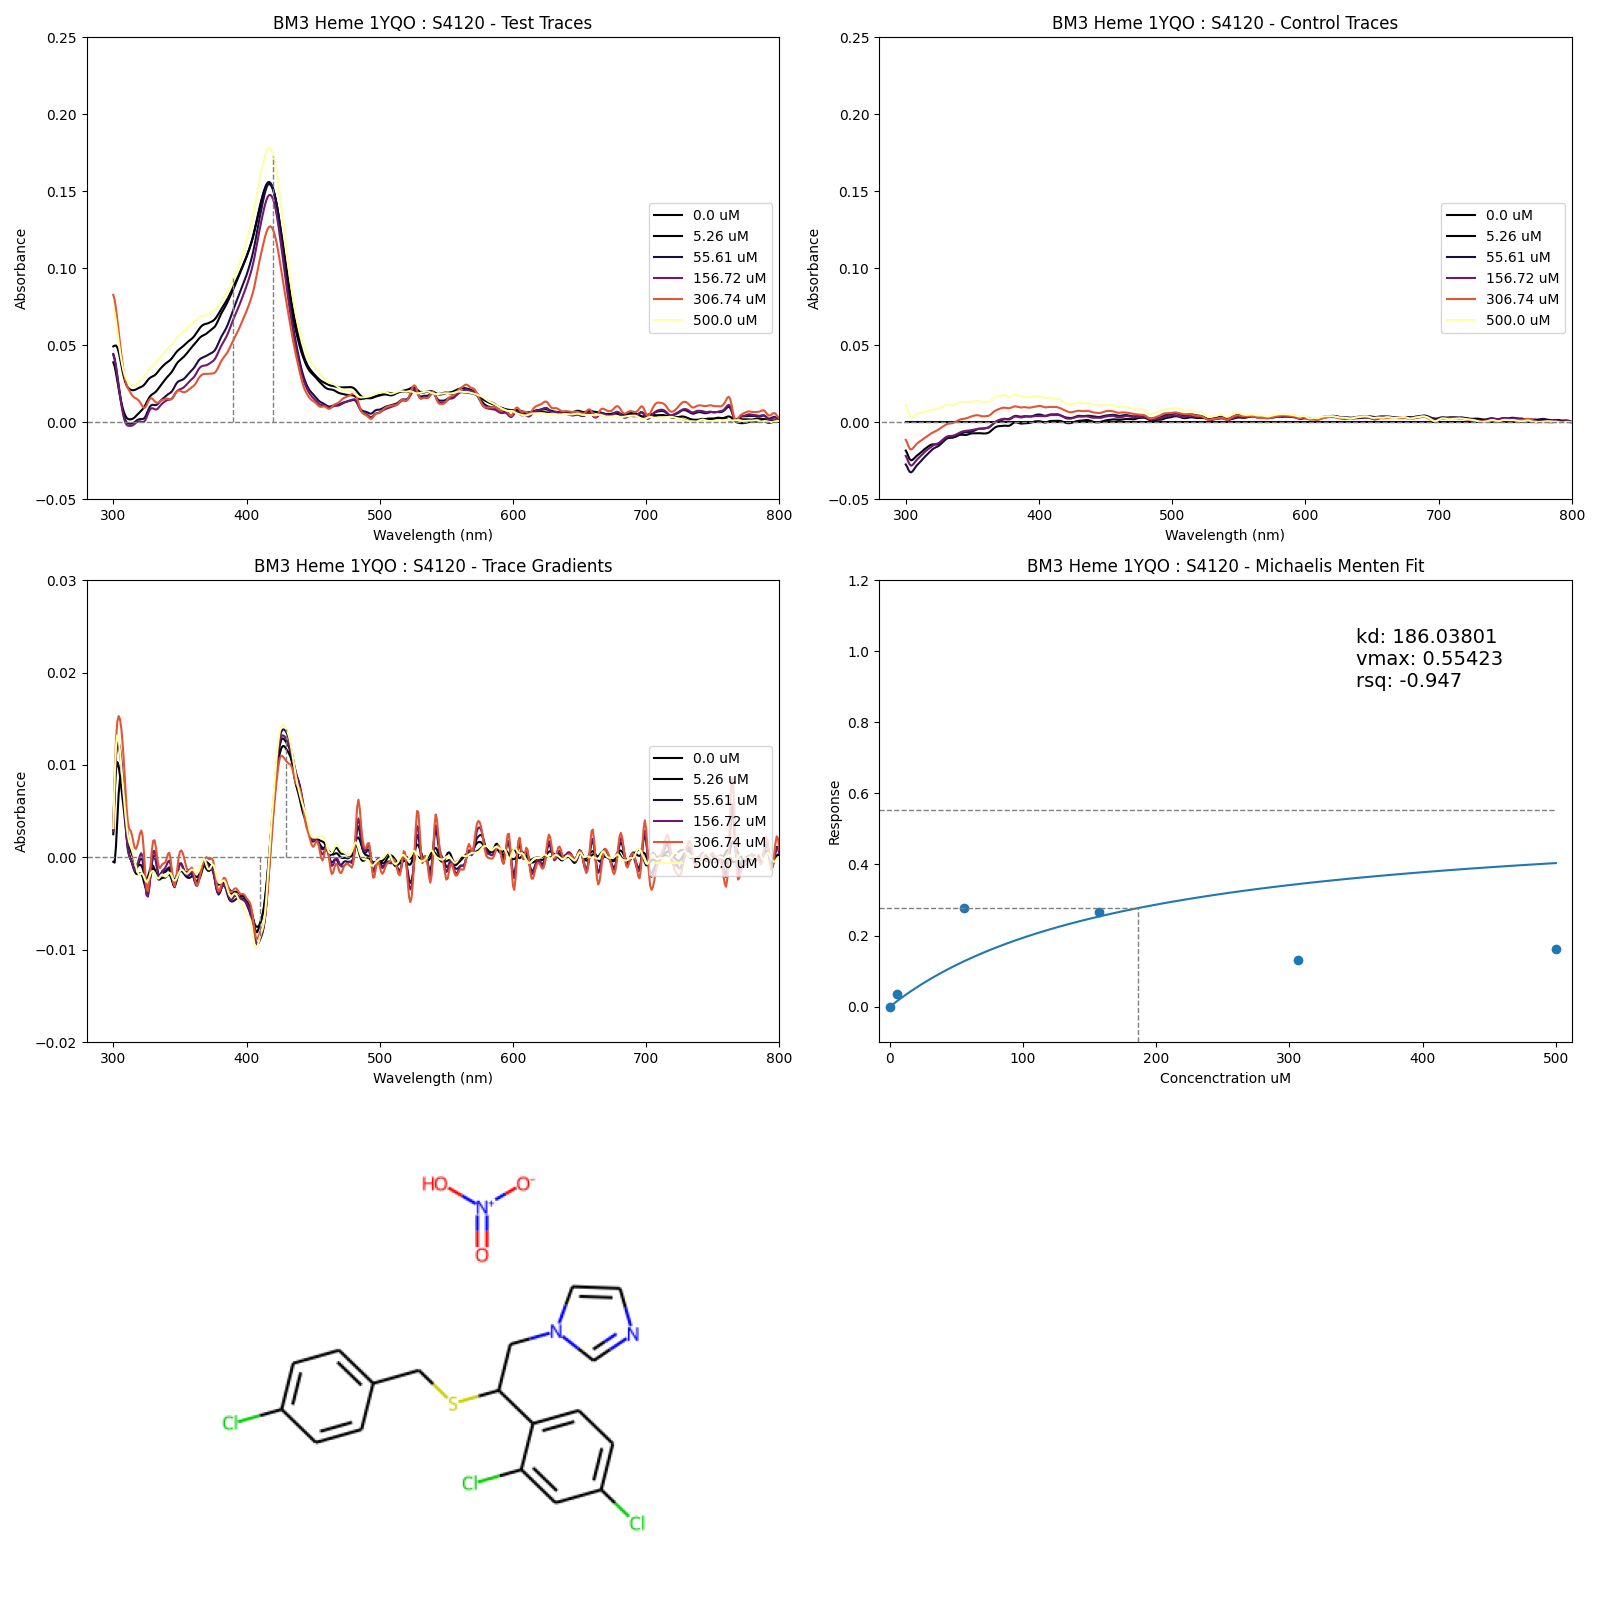 BM3 Heme 1YQO : S4120 - Test Traces
Absorbance
0.25
0.20
0.15
0.10
0.05
0.00
−0.05
300 400 500 600 700 800
Wavelength (nm)
0.0 uM
5.26 uM
55.61 uM
156.72 uM
306.74 uM
500.0 uM
BM3 Heme 1YQO : S4120 - Control Traces
Absorbance
0.25
0.20
0.15
0.10
0.05
0.00
−0.05
300 400 500 600 700 800
Wavelength (nm)
0.0 uM
5.26 uM
55.61 uM
156.72 uM
306.74 uM
500.0 uM
BM3 Heme 1YQO : S4120 - Trace Gradients
Absorbance
0.03
0.02
0.01
0.00
−0.01
−0.02
300 400 500 600 700 800
Wavelength (nm)
0.0 uM
5.26 uM
55.61 uM
156.72 uM
306.74 uM
500.0 uM
BM3 Heme 1YQO : S4120 - Michaelis Menten Fit
Response
1.2
1.0
0.8
0.6
0.4
0.2
0.0
0 100 200 300 400 500
Concenctration uM
kd: 186.03801
vmax: 0.55423
rsq: -0.947
HO N+ O-
O
N N
S
Cl
Cl
Cl